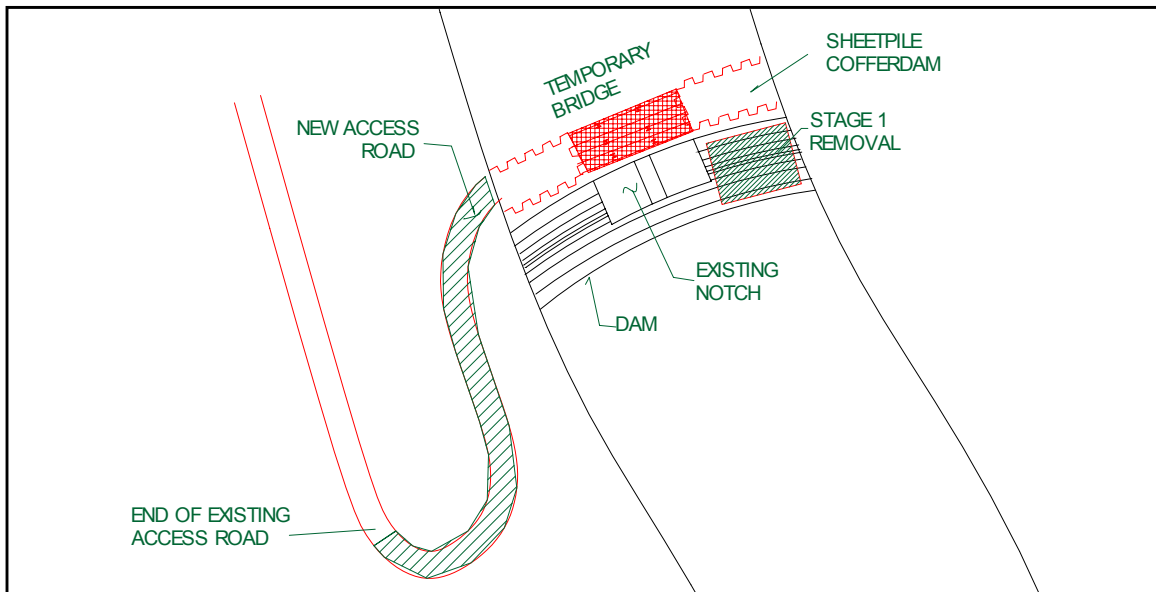 SHEETPILE
COFFERDAM
TEMPORARY
BRIDGE
NEW ACCESS
ROAD
STAGE 1
REMOVAL
EXISTING
NOTCH
DAM
END OF EXISTING
ACCESS ROAD